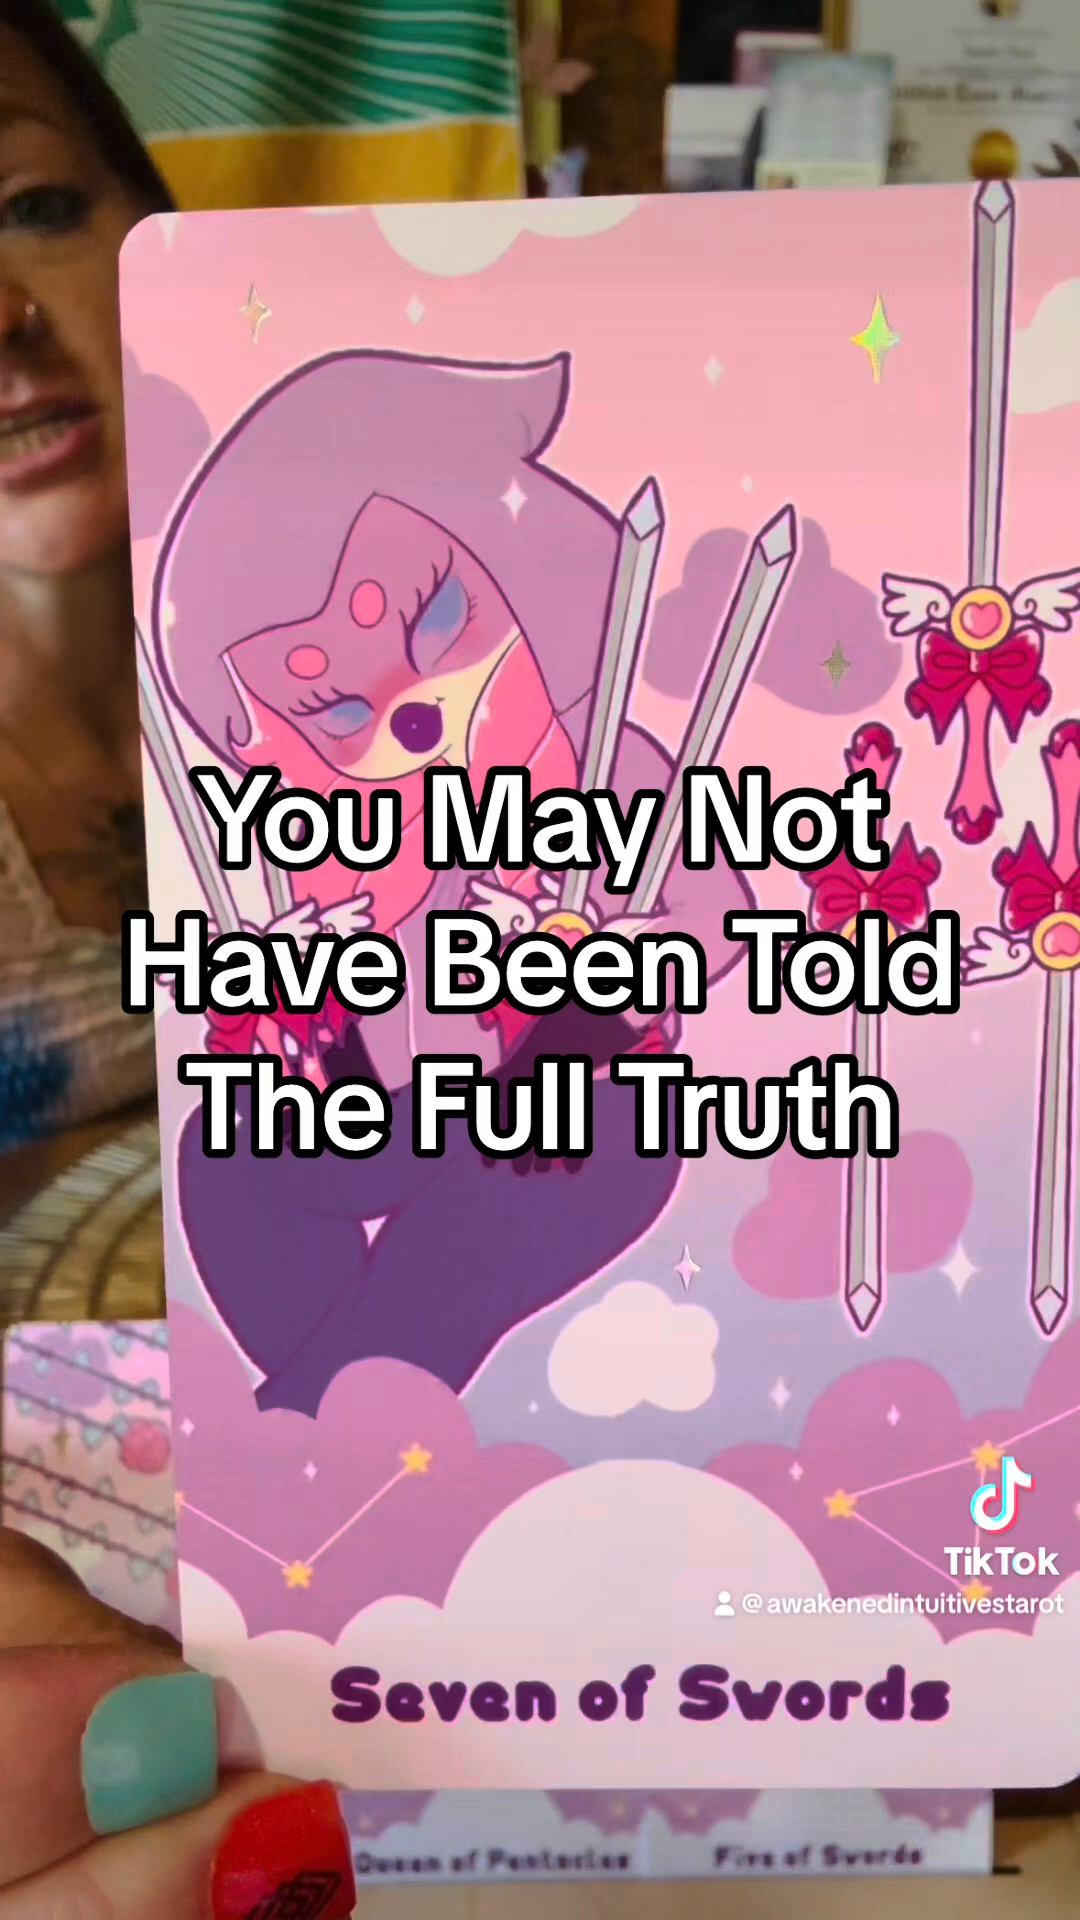 You May Not
Have Been Told
The Full Truth
TikTok
@awakenedintuitivestarot
Seven of Swords
Queen of Pentacles
Five of Swords